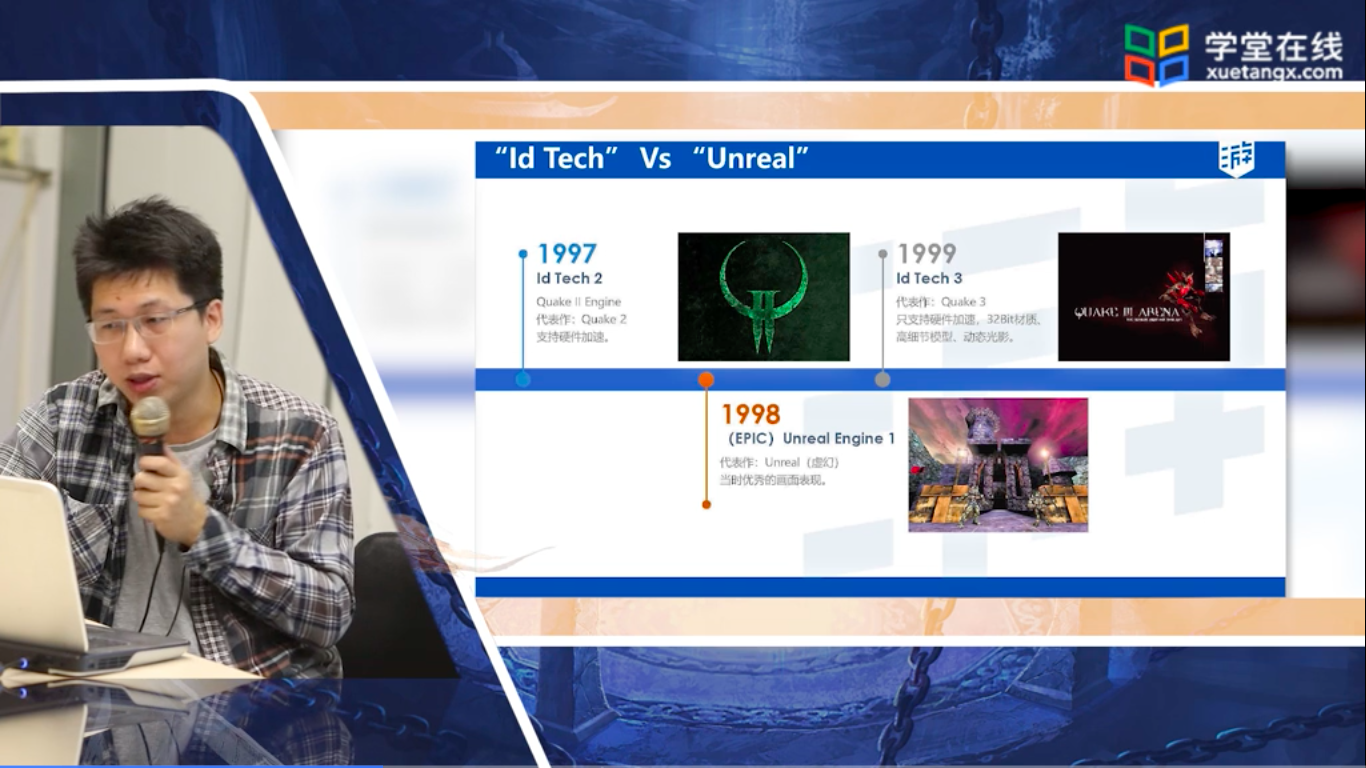 学堂在线
xuetangx.com
“Id Tech” Vs “Unreal”
游
1997
Id Tech 2
Quake II Engine
代表作：Quake 2
支持硬件加速。
1999
Id Tech 3
代表作：Quake 3
只支持硬件加速，32Bit材质、
高细节模型、动态光影。
QUAKE III ARENA
1998
（EPIC）Unreal Engine 1
代表作：Unreal（虚幻）
当时优秀的画面表现。